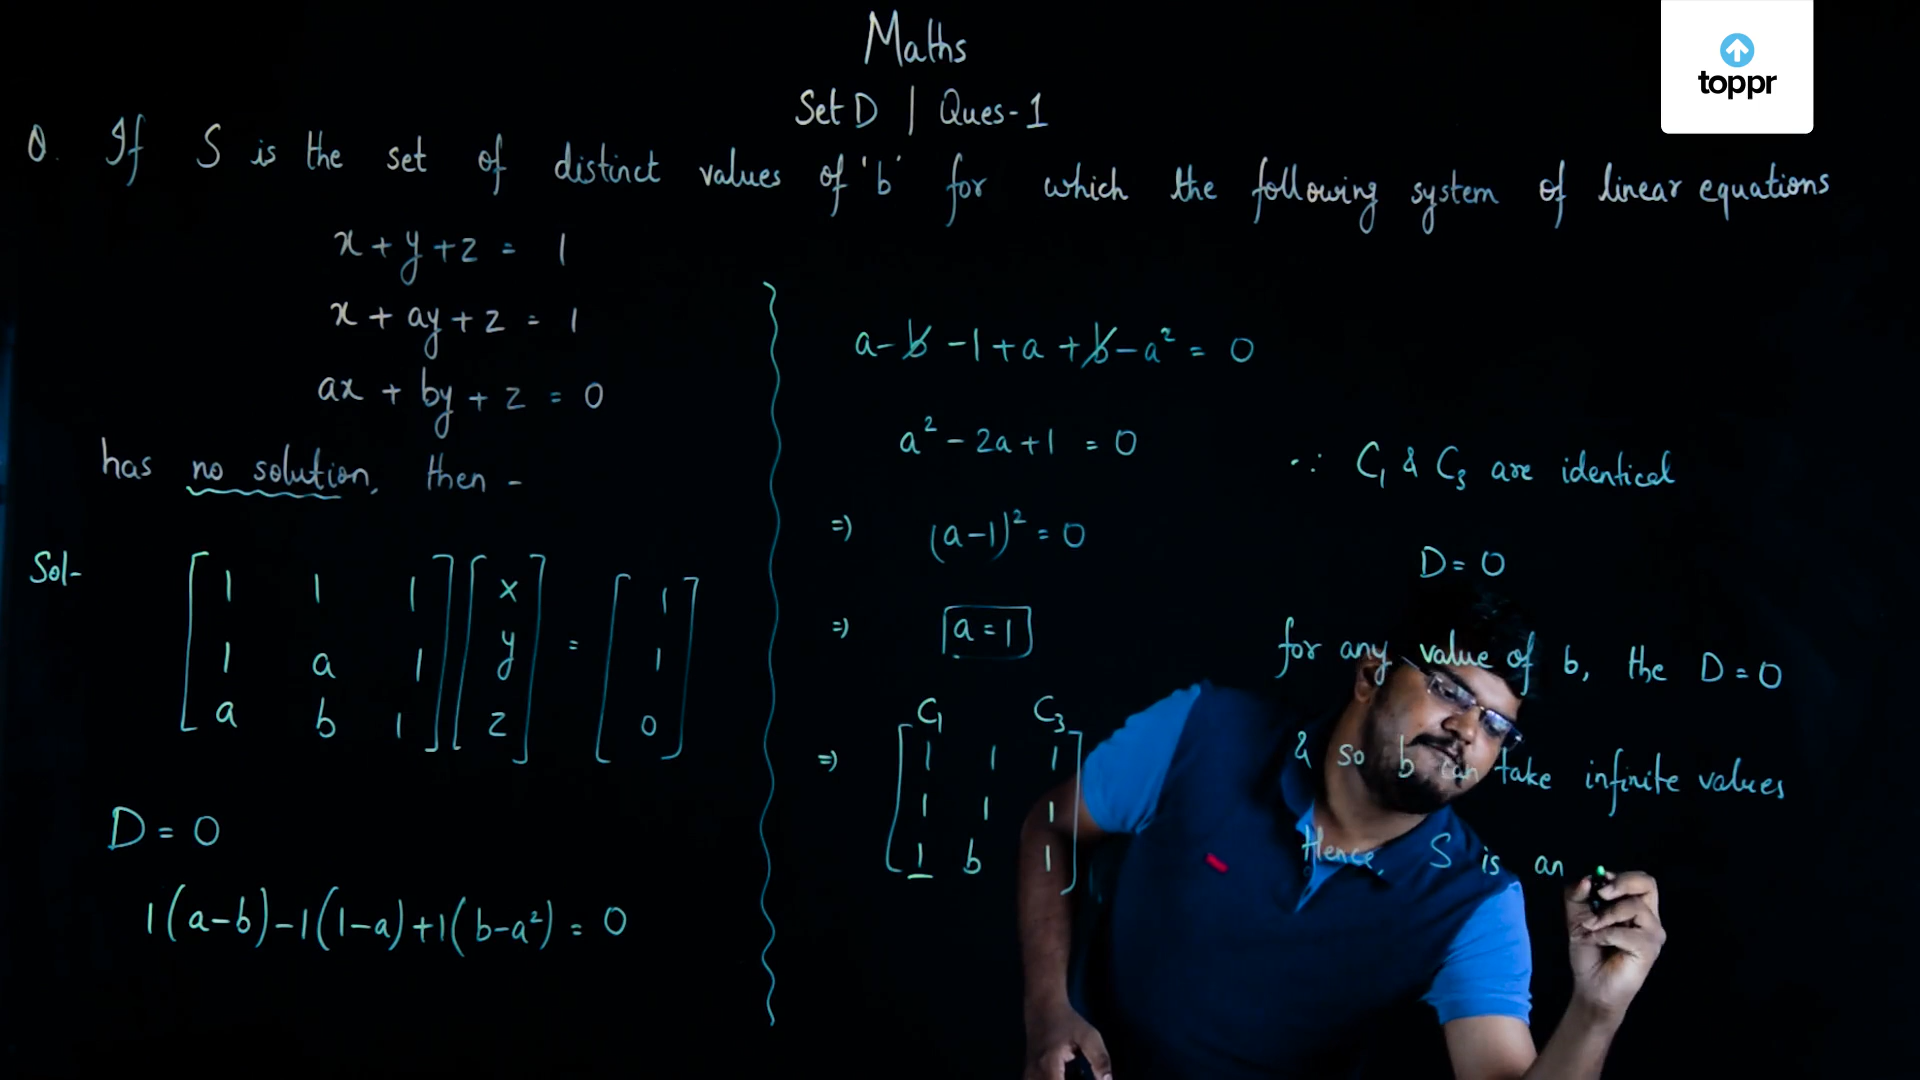 Maths
toppr
Set D | Ques-1
Q. If S is the set of distinct values of 'b' for which the following system of linear equations
x + y + z = 1
x + ay + z = 1
ax + by + z = 0
has no solution, then -
Sol-
[1 1 1] [x] = [1]
[1 a 1] [y] [1]
[a b 1] [z] [0]
D = 0
1(a-b)-1(1-a)+1(b-a²) = 0
a - b - 1 + a + b - a² = 0
a² - 2a + 1 = 0
⇒ (a-1)² = 0
⇒ a = 1
C₁ C₃
⇒ [1 1 1]
[1 1 1]
[1 b 1]
∴ C₁ & C₃ are identical
D = 0
for any value of b, the D = 0
& so b can take infinite values
Hence, S is an